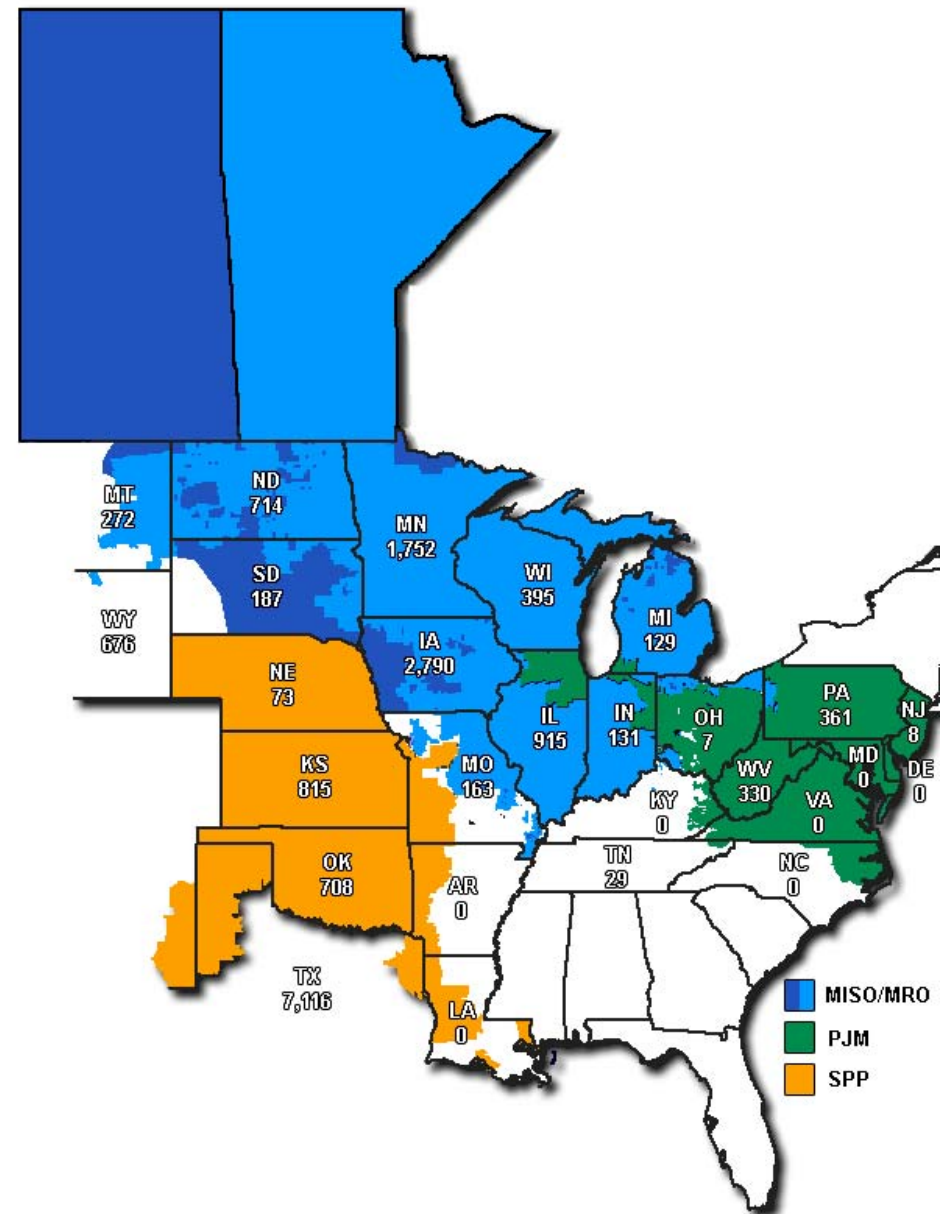 MT
272
ND
714
MN
1,752
SD
187
WI
395
WY
676
MI
129
IA
2,790
NE
73
IL
915
IN
131
OH
7
PA
361
NJ
8
KS
815
MO
163
WV
330
MD
0
DE
0
VA
0
KY
0
OK
708
AR
0
TN
29
NC
0
TX
7,116
LA
0
MISO/MRO
PJM
SPP